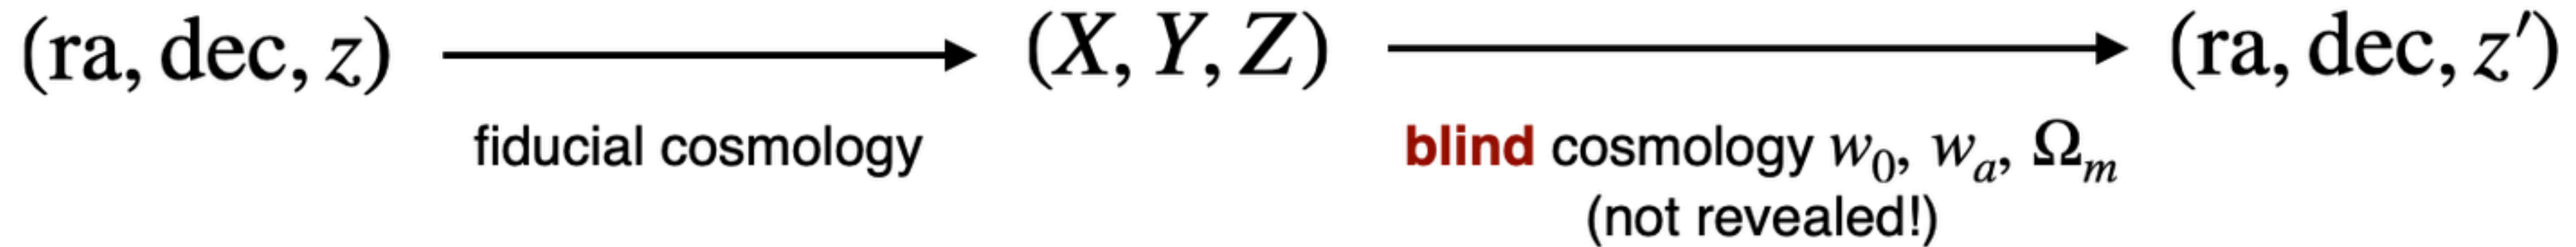 (ra, dec, z) (X, Y, Z) (ra, dec, z′)
fiducial cosmology blind cosmology w₀, wₐ, Ωₘ
(not revealed!)